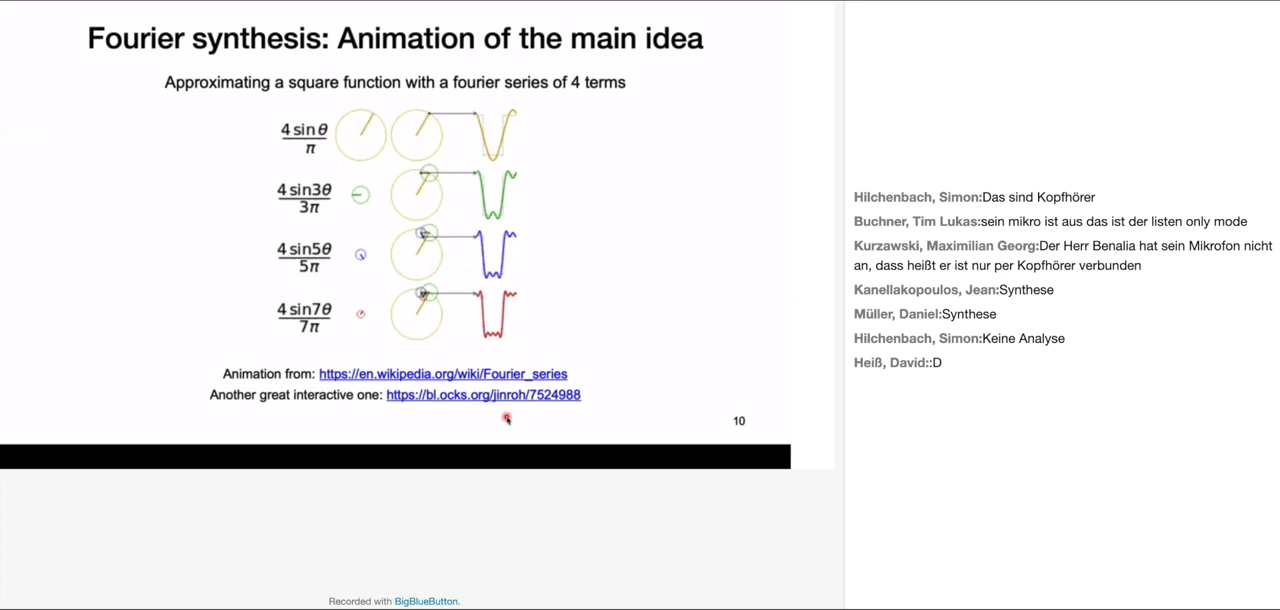 Fourier synthesis: Animation of the main idea
Approximating a square function with a fourier series of 4 terms
4 sin θ
π
4 sin3θ
3π
4 sin5θ
5π
4 sin7θ
7π
Animation from: https://en.wikipedia.org/wiki/Fourier_series
Another great interactive one: https://bl.ocks.org/jinroh/7524988
10
Recorded with BigBlueButton.
Hilchenbach, Simon:Das sind Kopfhörer
Buchner, Tim Lukas:sein mikro ist aus das ist der listen only mode
Kurzawski, Maximilian Georg:Der Herr Benalia hat sein Mikrofon nicht
an, dass heißt er ist nur per Kopfhörer verbunden
Kanellakopoulos, Jean:Synthese
Müller, Daniel:Synthese
Hilchenbach, Simon:Keine Analyse
Heiß, David::D